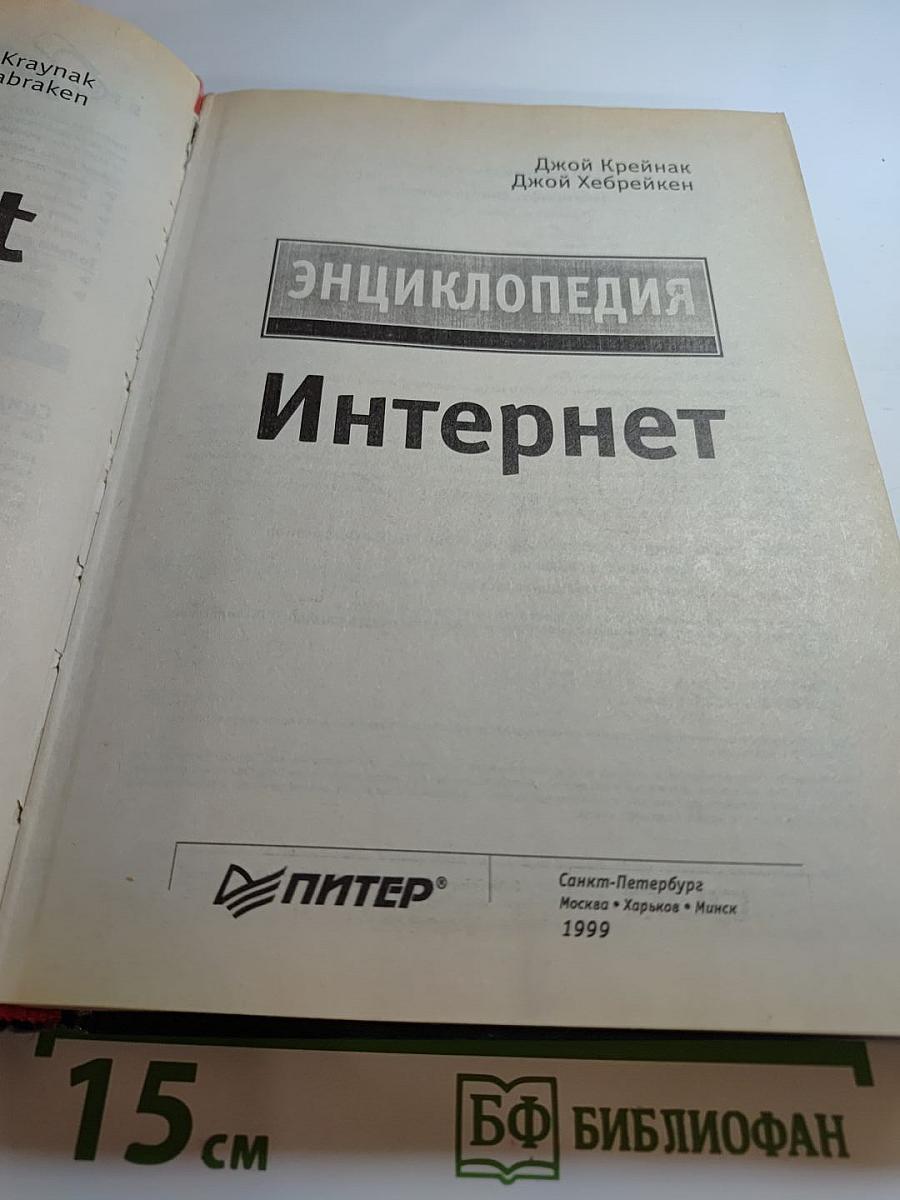 Kraynak
abraken
t
Джой Крейнак
Джой Хебрейкен
ЭНЦИКЛОПЕДИЯ
Интернет
ПИТЕР®
Санкт-Петербург
Москва • Харьков • Минск
1999
15 см
БФ БИБЛИОФАН